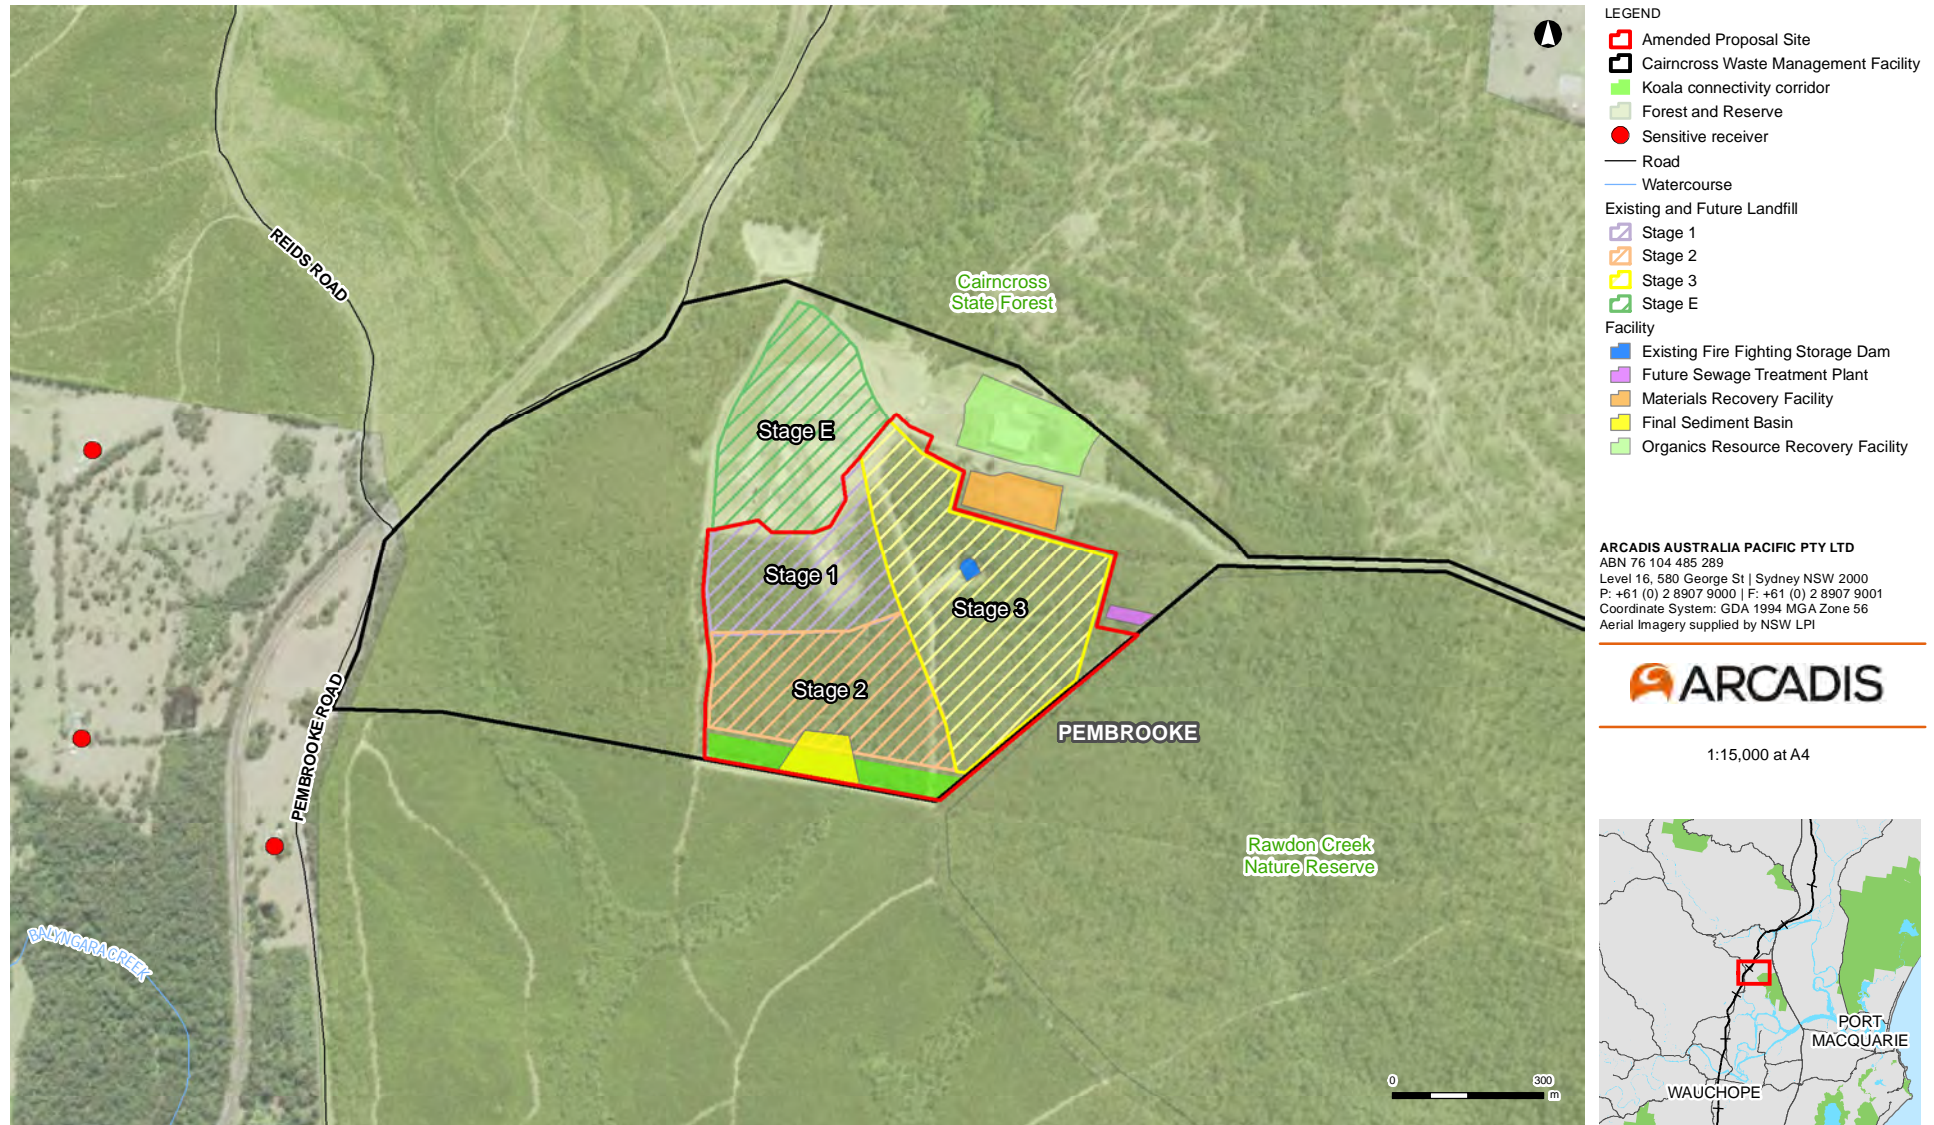 REIDS ROAD
Cairncross
State Forest
Stage E
Stage 1
Stage 3
Stage 2
PEMBROOKE
PEMBROOKE ROAD
Rawdon Creek
Nature Reserve
BALYNGARA CREEK
0 300
m
LEGEND
Amended Proposal Site
Cairncross Waste Management Facility
Koala connectivity corridor
Forest and Reserve
Sensitive receiver
Road
Watercourse
Existing and Future Landfill
Stage 1
Stage 2
Stage 3
Stage E
Facility
Existing Fire Fighting Storage Dam
Future Sewage Treatment Plant
Materials Recovery Facility
Final Sediment Basin
Organics Resource Recovery Facility
ARCADIS AUSTRALIA PACIFIC PTY LTD
ABN 76 104 485 289
Level 16, 580 George St | Sydney NSW 2000
P: +61 (0) 2 8907 9000 | F: +61 (0) 2 8907 9001
Coordinate System: GDA 1994 MGA Zone 56
Aerial Imagery supplied by NSW LPI
ARCADIS
1:15,000 at A4
PORT
MACQUARIE
WAUCHOPE